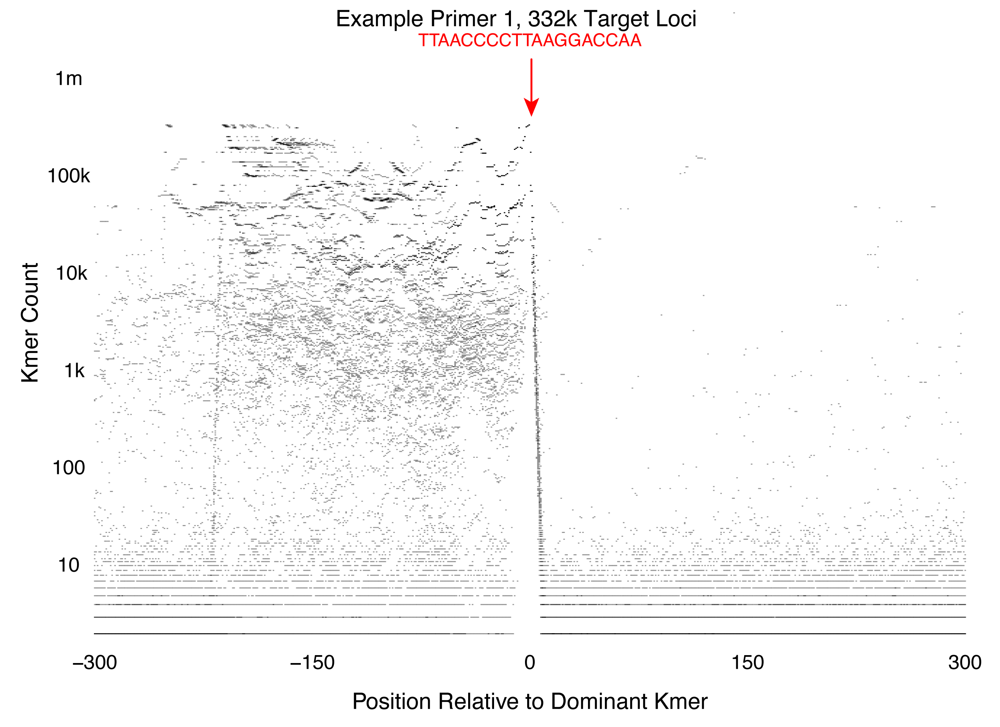 Example Primer 1, 332k Target Loci
TTAACCCCTTAAGGACCAA
1m
100k
10k
1k
100
10
Kmer Count
−300
−150
0
150
300
Position Relative to Dominant Kmer